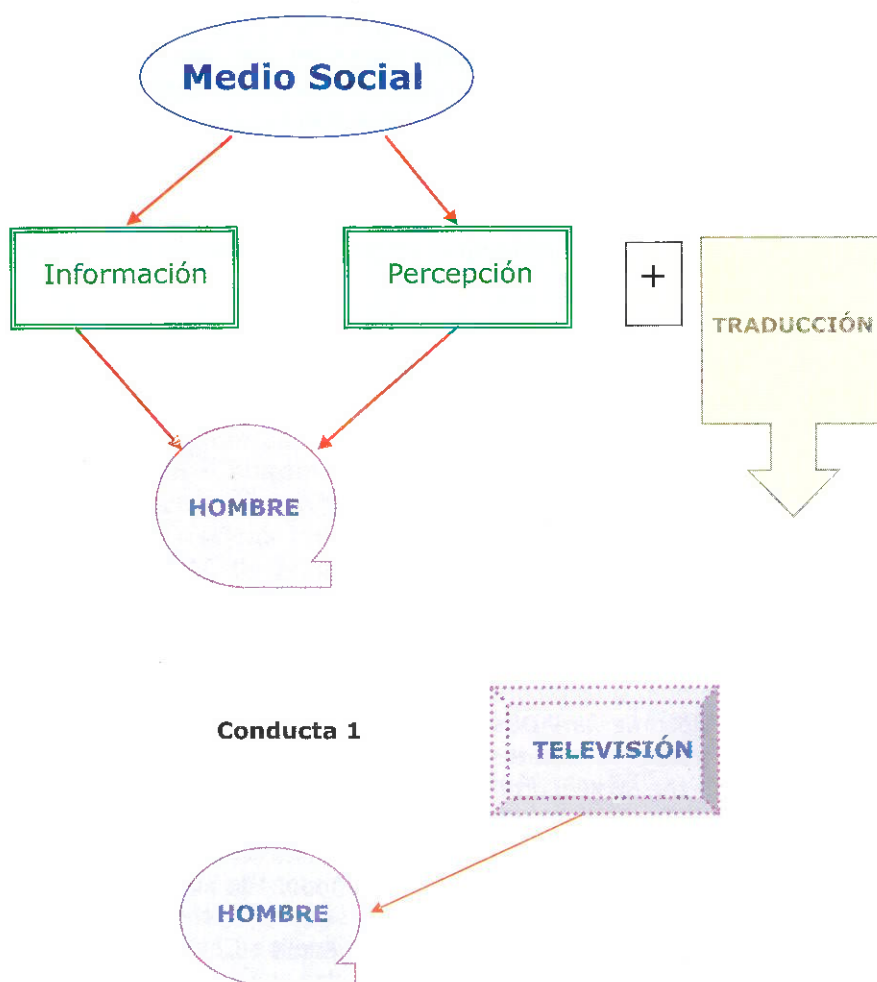 Medio Social
Información
Percepción
+
TRADUCCIÓN
HOMBRE
Conducta 1
TELEVISIÓN
HOMBRE